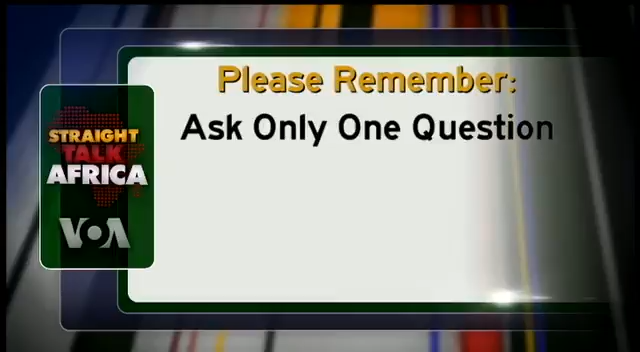 Please Remember:
Ask Only One Question
STRAIGHT
TALK
AFRICA
VOA